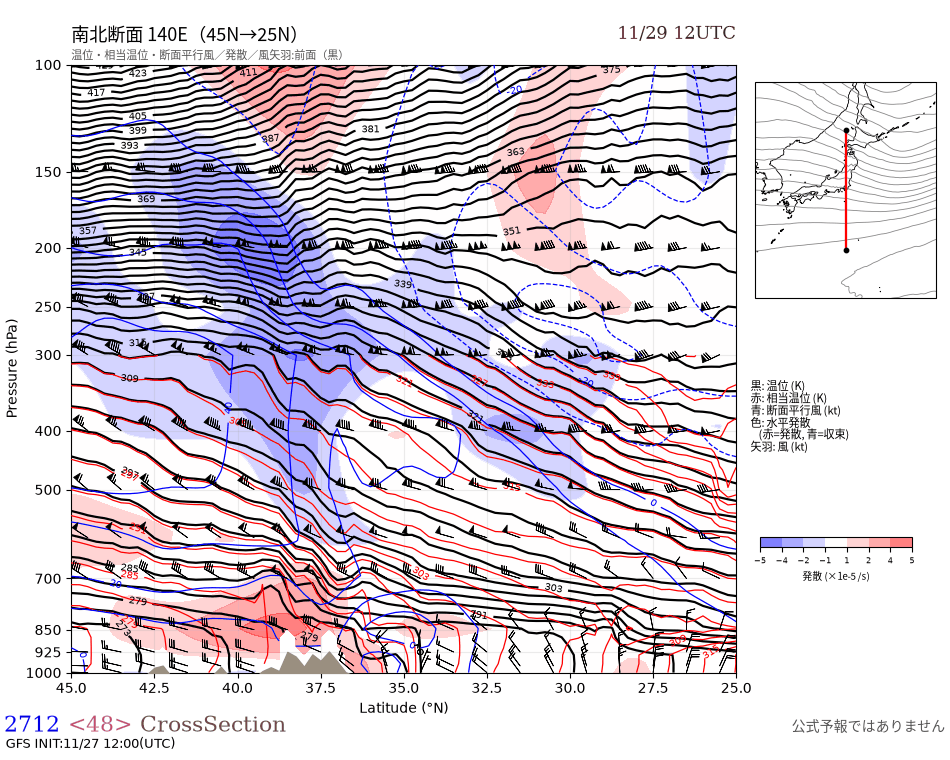 南北断面 140E（45N→25N）
11/29 12UTC
温位・相当温位・断面平行風／発散／風矢羽:前面（黒）
Pressure (hPa)
100
150
200
250
300
400
500
700
850
925
1000
423
417
405
399
393
369
357
345
315
309
297
285
279
411
387
381
375
363
351
339
321
303
291
279
-20
0
45.0 42.5 40.0 37.5 35.0 32.5 30.0 27.5 25.0
Latitude (°N)
黒: 温位 (K)
赤: 相当温位 (K)
青: 断面平行風 (kt)
色: 水平発散
(赤=発散, 青=収束)
矢羽: 風 (kt)
−5 −4 −2 −1 1 2 4 5
発散 (×1e-5 /s)
2712 <48> CrossSection
公式予報ではありません
GFS INIT:11/27 12:00(UTC)